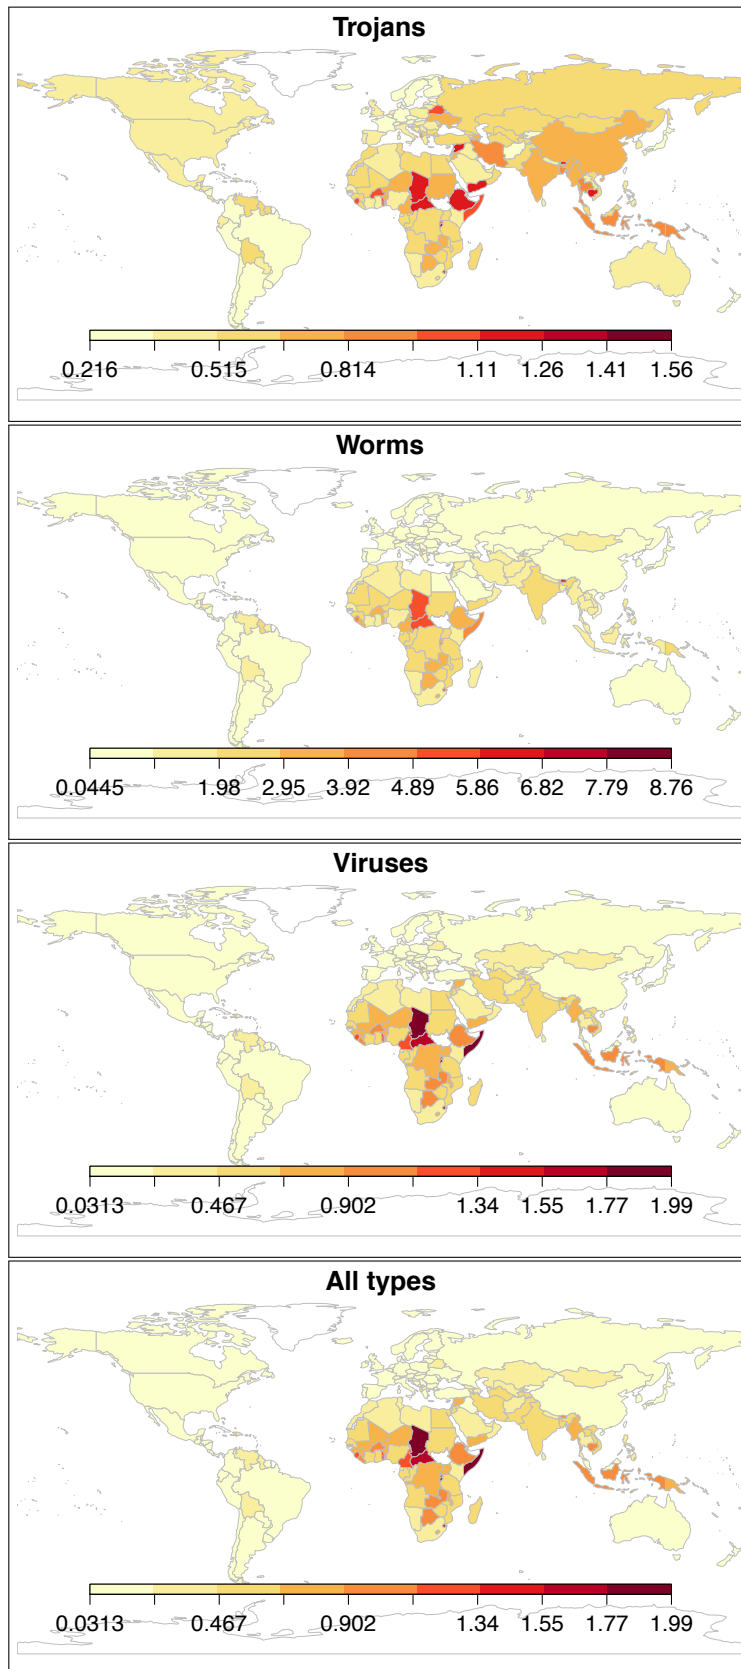 Trojans
0.216 0.515 0.814 1.11 1.26 1.41 1.56
Worms
0.0445 1.98 2.95 3.92 4.89 5.86 6.82 7.79 8.76
Viruses
0.0313 0.467 0.902 1.34 1.55 1.77 1.99
All types
0.0313 0.467 0.902 1.34 1.55 1.77 1.99